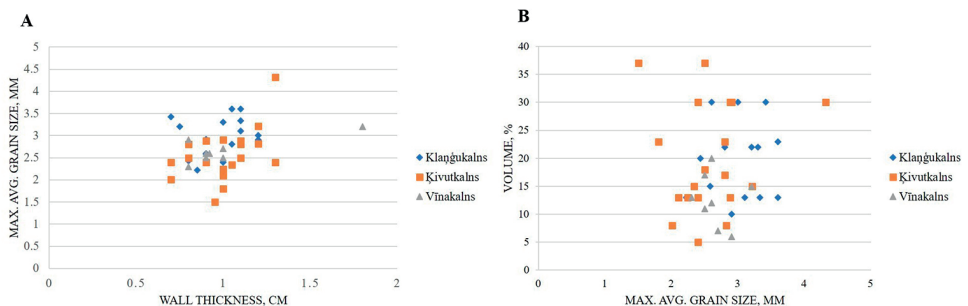 A
MAX. AVG. GRAIN SIZE, MM
5
4.5
4
3.5
3
2.5
2
1.5
1
0.5
0
0
0.5
1
1.5
2
WALL THICKNESS, CM
Klaņģukalns
Ķivutkalns
Vīnakalns
B
VOLUME, %
40
35
30
25
20
15
10
5
0
0
1
2
3
4
5
MAX. AVG. GRAIN SIZE, MM
Klaņģukalns
Ķivutkalns
Vīnakalns